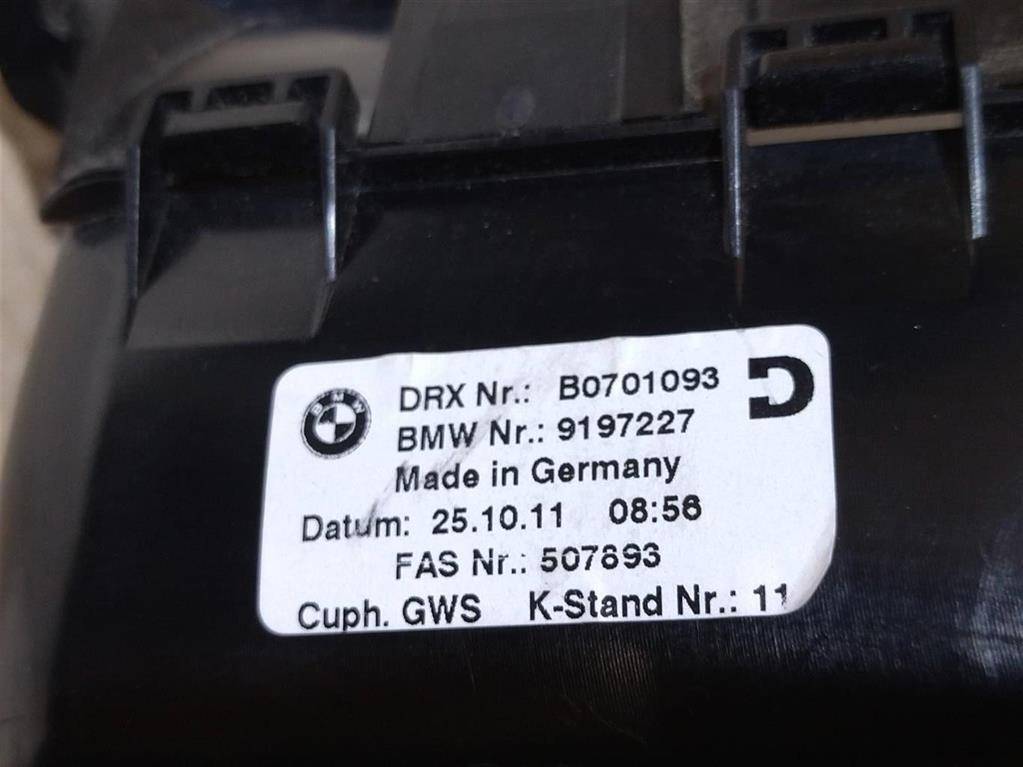 BMW
DRX Nr.: B0701093
BMW Nr.: 9197227
Made in Germany
Datum: 25.10.11 08:56
FAS Nr.: 507893
Cuph. GWS K-Stand Nr.: 11